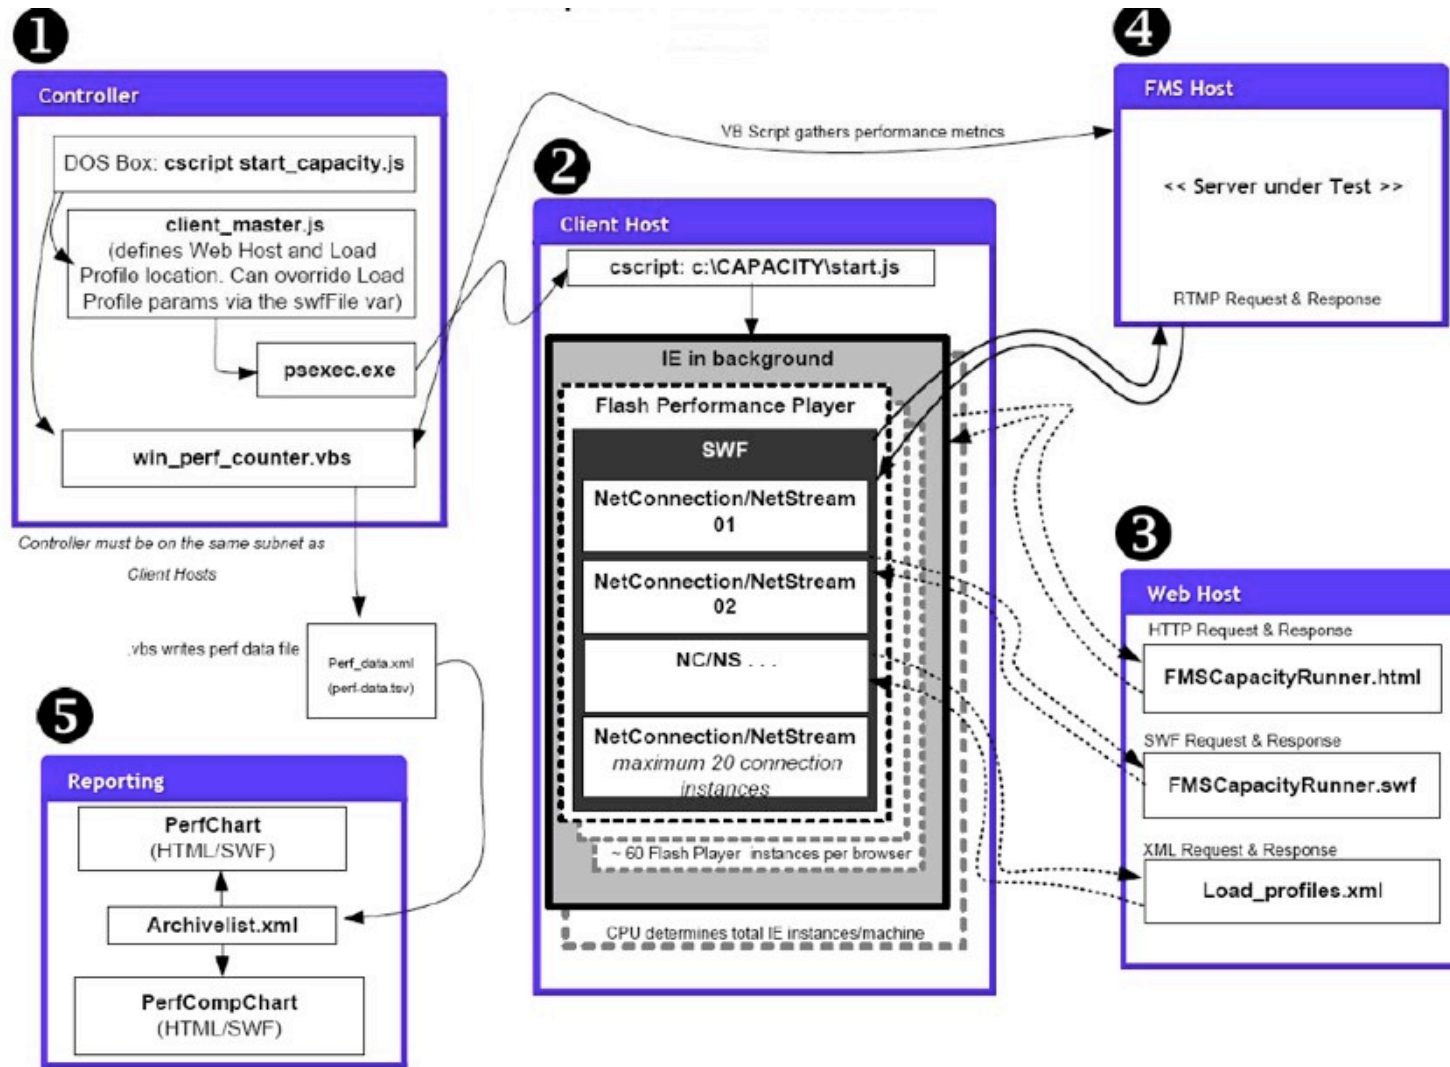 1
Controller
DOS Box: cscript start_capacity.js
client_master.js
(defines Web Host and Load
Profile location. Can override Load
Profile params via the swfFile var)
psexec.exe
win_perf_counter.vbs
Controller must be on the same subnet as
Client Hosts
.vbs writes perf data file
Perf_data.xml
(perf-data.tsv)
VB Script gathers performance metrics
2
Client Host
cscript: c:\CAPACITY\start.js
IE in background
Flash Performance Player
SWF
NetConnection/NetStream
01
NetConnection/NetStream
02
NC/NS . . .
NetConnection/NetStream
maximum 20 connection
instances
~ 60 Flash Player instances per browser
CPU determines total IE instances/machine
4
FMS Host
<< Server under Test >>
RTMP Request & Response
3
Web Host
HTTP Request & Response
FMSCapacityRunner.html
SWF Request & Response
FMSCapacityRunner.swf
XML Request & Response
Load_profiles.xml
5
Reporting
PerfChart
(HTML/SWF)
Archivelist.xml
PerfCompChart
(HTML/SWF)